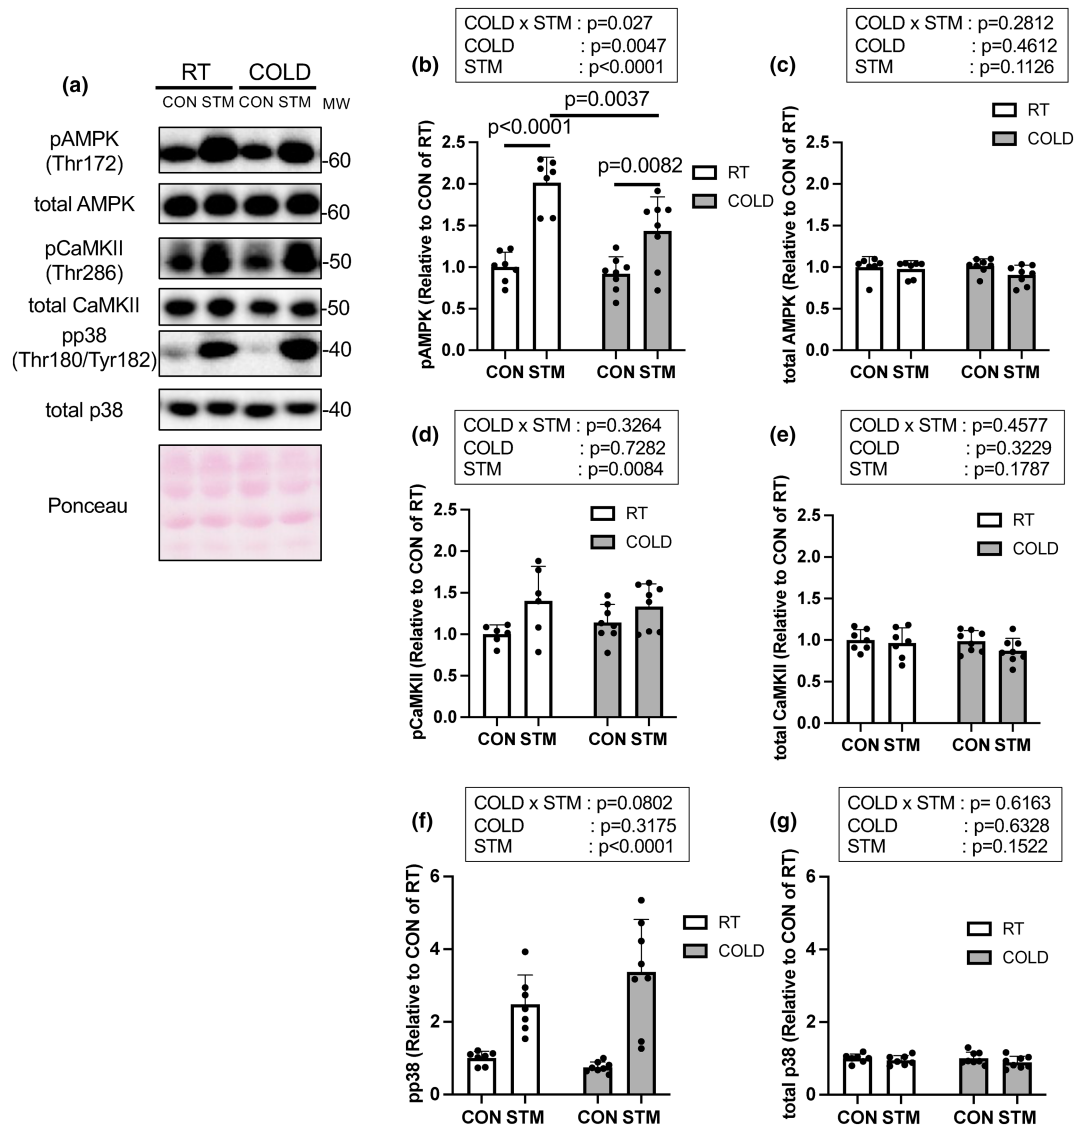 (a)
RT COLD
CON STM CON STM MW
pAMPK
(Thr172)
-60
total AMPK
-60
pCaMKII
(Thr286)
-50
total CaMKII
-50
pp38
(Thr180/Tyr182)
-40
total p38
-40
Ponceau
(b)
COLD x STM : p=0.027
COLD : p=0.0047
STM : p<0.0001
p=0.0037
p<0.0001
p=0.0082
RT
COLD
pAMPK (Relative to CON of RT)
2.5
2.0
1.5
1.0
0.5
0.0
CON STM CON STM
(c)
COLD x STM : p=0.2812
COLD : p=0.4612
STM : p=0.1126
RT
COLD
total AMPK (Relative to CON of RT)
2.5
2.0
1.5
1.0
0.5
0.0
CON STM CON STM
(d)
COLD x STM : p=0.3264
COLD : p=0.7282
STM : p=0.0084
RT
COLD
pCaMKII (Relative to CON of RT)
2.5
2.0
1.5
1.0
0.5
0.0
CON STM CON STM
(e)
COLD x STM : p=0.4577
COLD : p=0.3229
STM : p=0.1787
RT
COLD
total CaMKII (Relative to CON of RT)
2.5
2.0
1.5
1.0
0.5
0.0
CON STM CON STM
(f)
COLD x STM : p=0.0802
COLD : p=0.3175
STM : p<0.0001
RT
COLD
pp38 (Relative to CON of RT)
6
4
2
0
CON STM CON STM
(g)
COLD x STM : p= 0.6163
COLD : p=0.6328
STM : p=0.1522
RT
COLD
total p38 (Relative to CON of RT)
6
4
2
0
CON STM CON STM